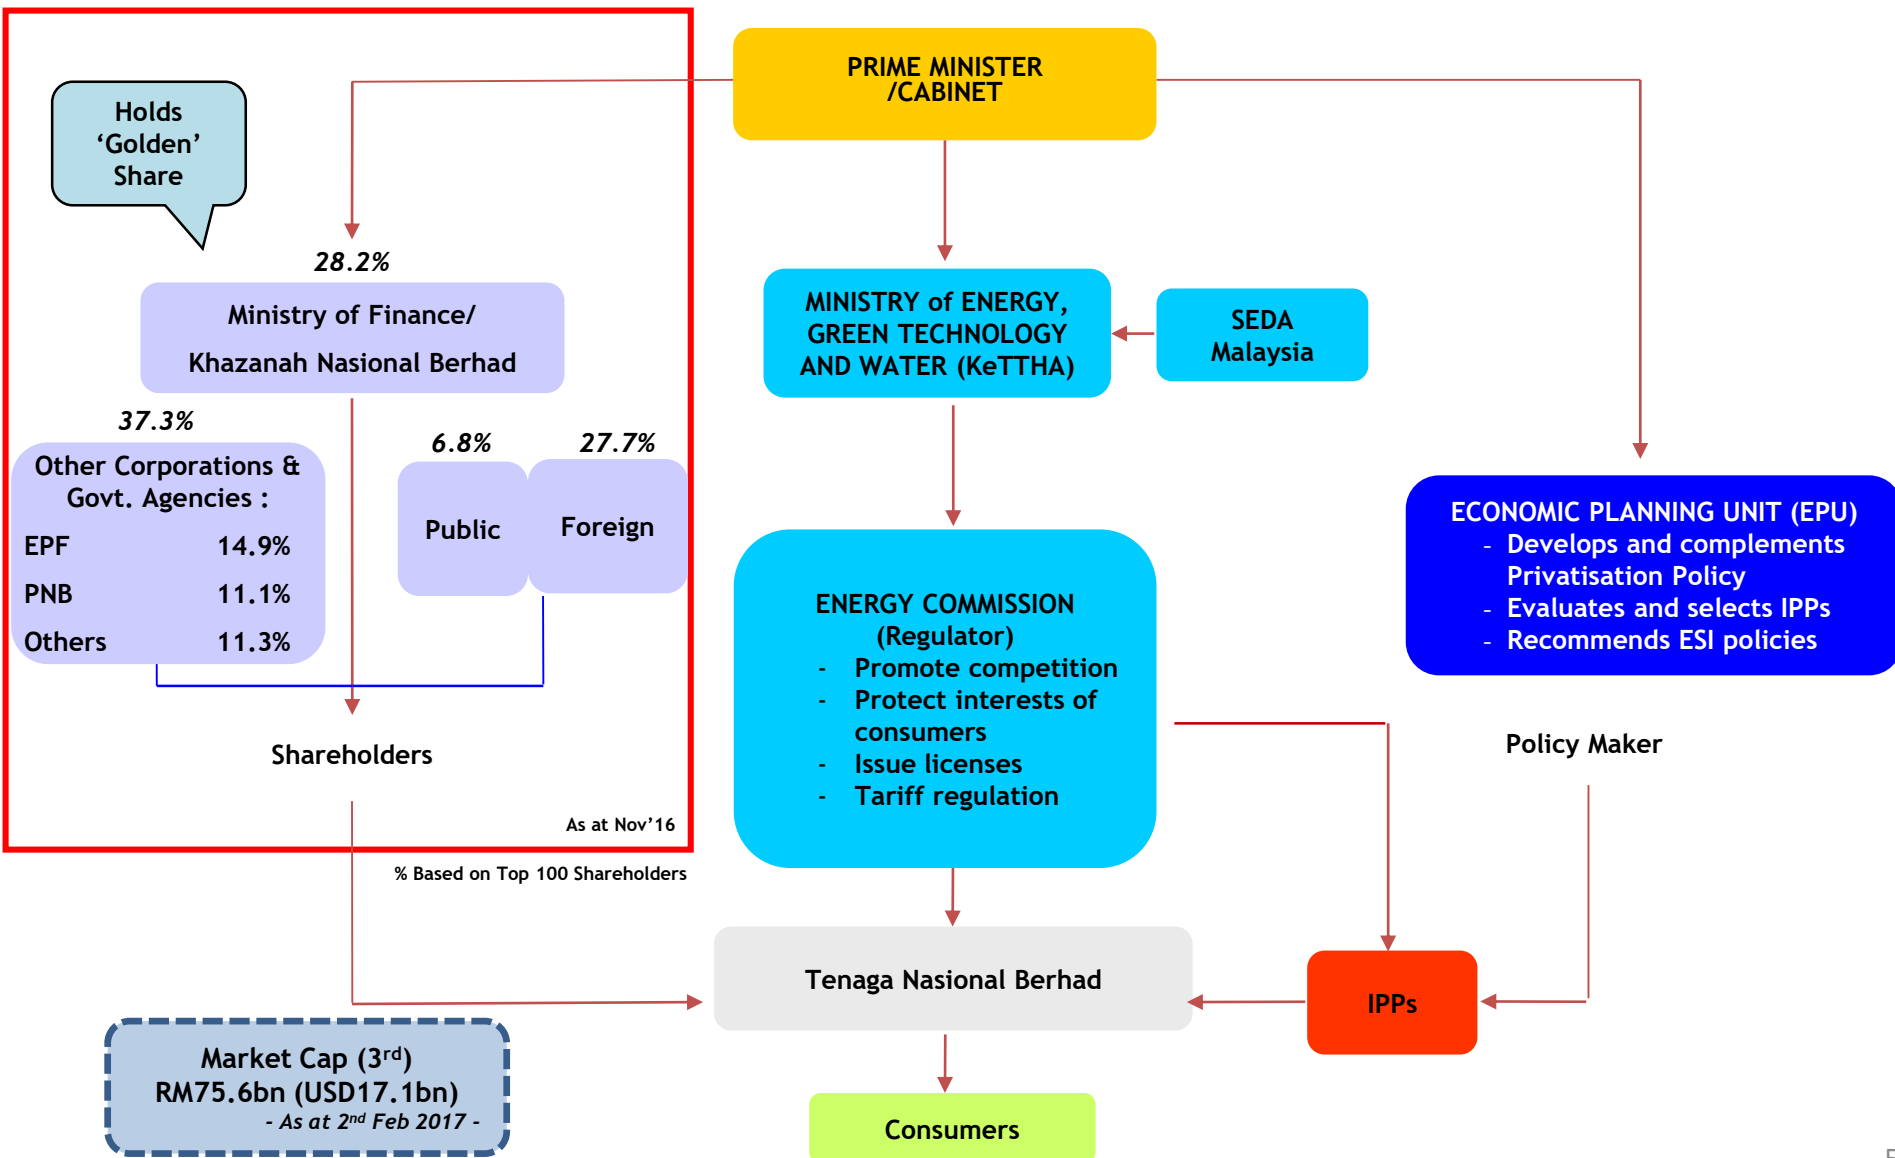 PRIME MINISTER
/CABINET
Holds
‘Golden’
Share
28.2%
Ministry of Finance/
Khazanah Nasional Berhad
MINISTRY of ENERGY,
GREEN TECHNOLOGY
AND WATER (KeTTHA)
SEDA
Malaysia
37.3%
Other Corporations &
Govt. Agencies :
EPF 14.9%
PNB 11.1%
Others 11.3%
6.8%
Public
27.7%
Foreign
Shareholders
As at Nov’16
% Based on Top 100 Shareholders
ENERGY COMMISSION
(Regulator)
- Promote competition
- Protect interests of
consumers
- Issue licenses
- Tariff regulation
ECONOMIC PLANNING UNIT (EPU)
- Develops and complements
Privatisation Policy
- Evaluates and selects IPPs
- Recommends ESI policies
Policy Maker
Tenaga Nasional Berhad
IPPs
Market Cap (3rd)
RM75.6bn (USD17.1bn)
- As at 2nd Feb 2017 -
Consumers